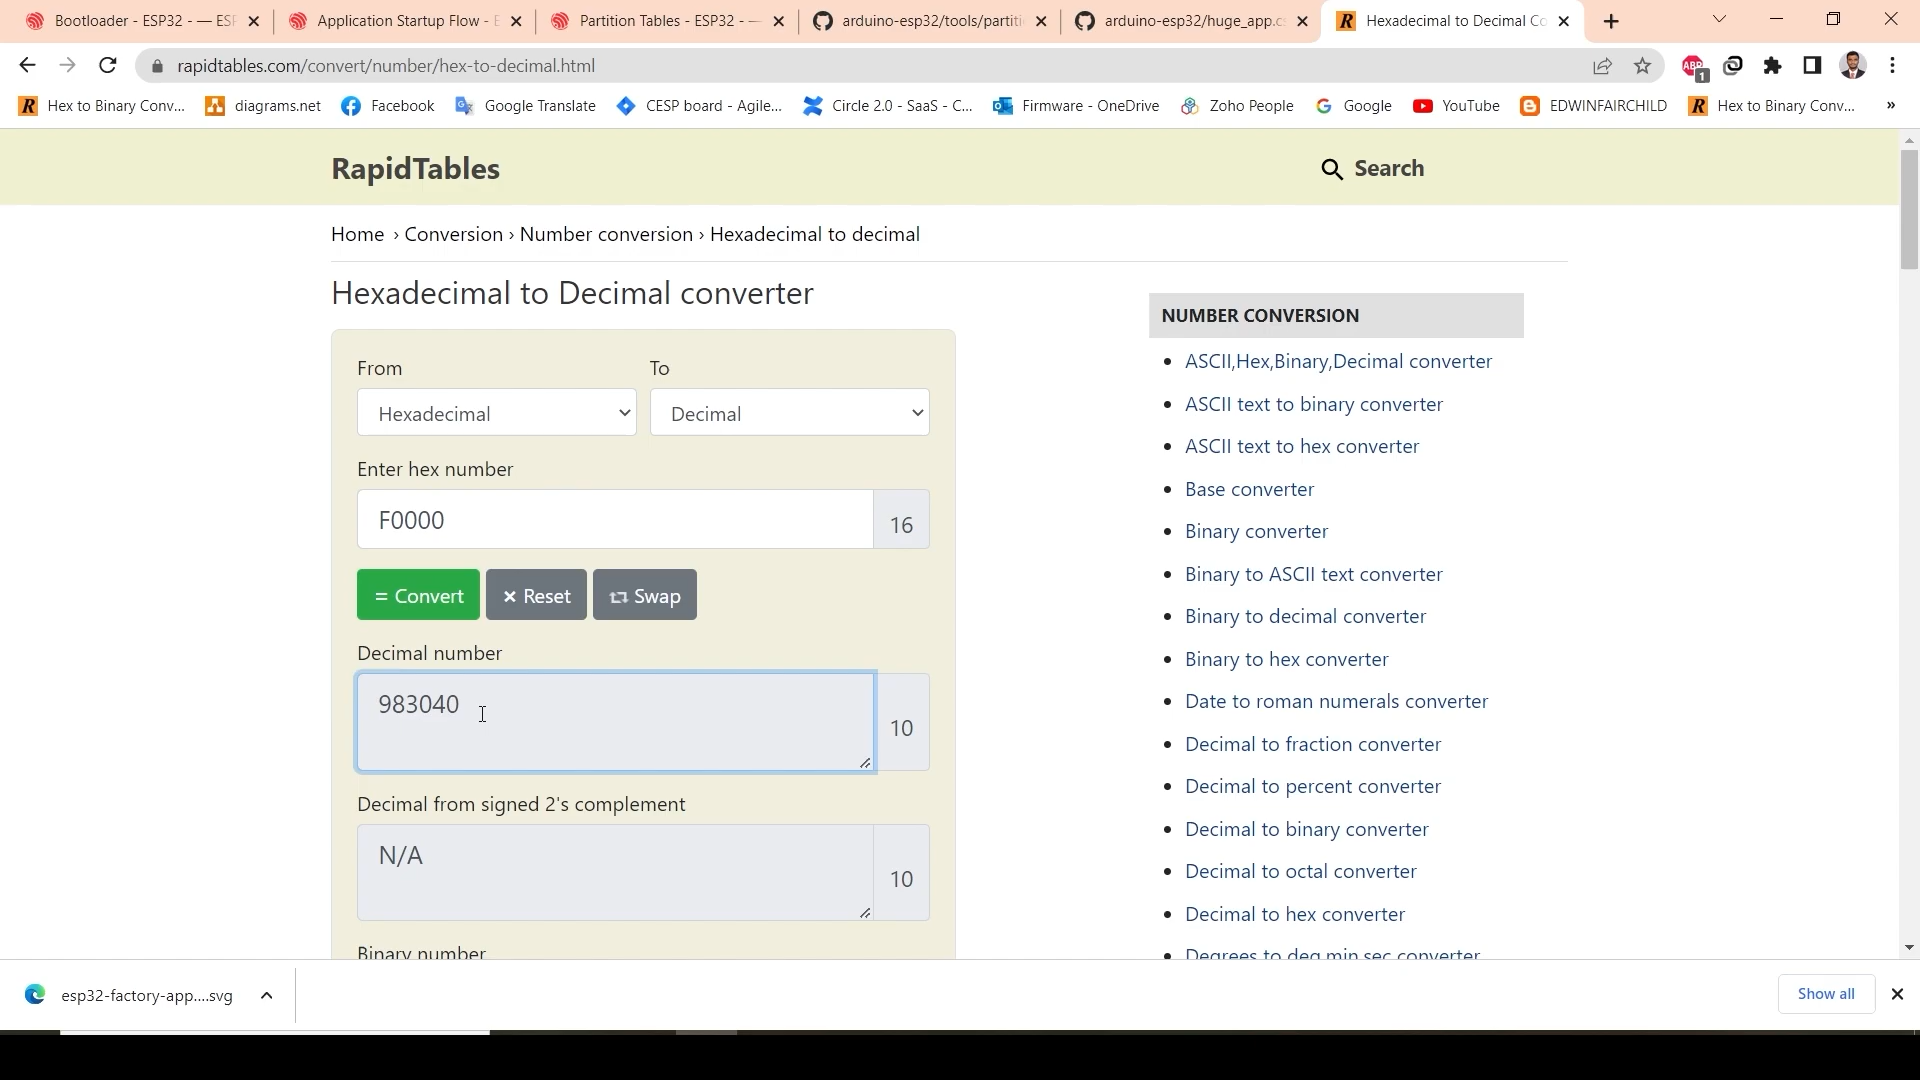 Bootloader - ESP32 - — ESP
Application Startup Flow - E
Partition Tables - ESP32 - —
arduino-esp32/tools/partiti
arduino-esp32/huge_app.cs
Hexadecimal to Decimal Co
rapidtables.com/convert/number/hex-to-decimal.html
ABP 1
Hex to Binary Conv...
diagrams.net
Facebook
Google Translate
CESP board - Agile...
Circle 2.0 - SaaS - C...
Firmware - OneDrive
Zoho People
Google
YouTube
EDWINFAIRCHILD
Hex to Binary Conv...
»
RapidTables
Search
Home › Conversion › Number conversion › Hexadecimal to decimal
Hexadecimal to Decimal converter
From
To
Hexadecimal
Decimal
Enter hex number
F0000
16
= Convert
× Reset
Swap
Decimal number
983040
10
Decimal from signed 2's complement
N/A
10
Binary number
NUMBER CONVERSION
• ASCII,Hex,Binary,Decimal converter
• ASCII text to binary converter
• ASCII text to hex converter
• Base converter
• Binary converter
• Binary to ASCII text converter
• Binary to decimal converter
• Binary to hex converter
• Date to roman numerals converter
• Decimal to fraction converter
• Decimal to percent converter
• Decimal to binary converter
• Decimal to octal converter
• Decimal to hex converter
• Degrees to deg,min,sec converter
esp32-factory-app....svg
Show all